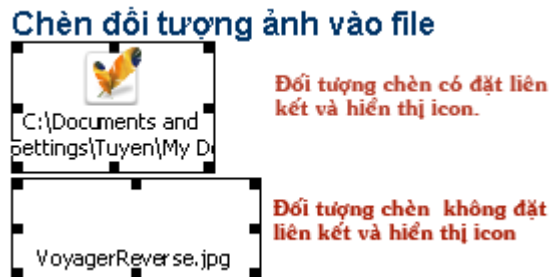 Chèn đối tượng ảnh vào file
Đối tượng chèn có đặt liên
kết và hiển thị icon.
C:\Documents and
Settings\Tuyen\My D
Đối tượng chèn không đặt
liên kết và hiển thị icon
VoyagerReverse.jpg